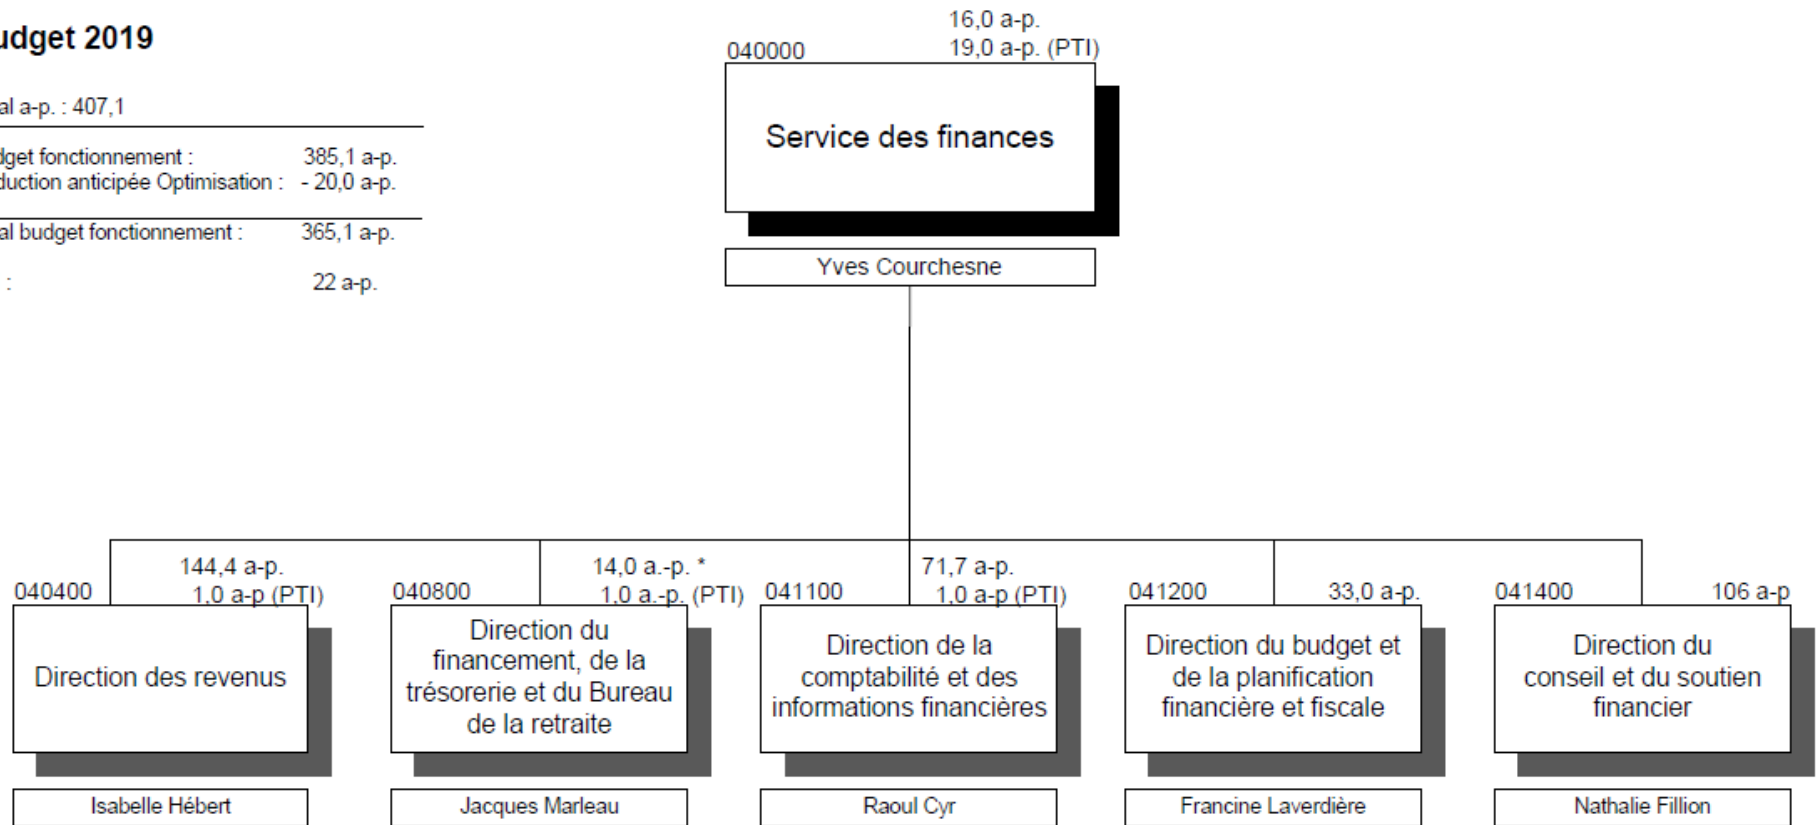 udget 2019
al a-p. : 407,1
dget fonctionnement : 385,1 a-p.
duction anticipée Optimisation : - 20,0 a-p.
al budget fonctionnement : 365,1 a-p.
: 22 a-p.
16,0 a-p.
040000 19,0 a-p. (PTI)
Service des finances
Yves Courchesne
144,4 a-p.
040400 1,0 a-p (PTI)
Direction des revenus
Isabelle Hébert
14,0 a.-p. *
040800 1,0 a.-p. (PTI)
Direction du
financement, de la
trésorerie et du Bureau
de la retraite
Jacques Marleau
71,7 a-p.
041100 1,0 a-p (PTI)
Direction de la
comptabilité et des
informations financières
Raoul Cyr
041200 33,0 a-p.
Direction du budget et
de la planification
financière et fiscale
Francine Laverdière
041400 106 a-p
Direction du
conseil et du soutien
financier
Nathalie Fillion